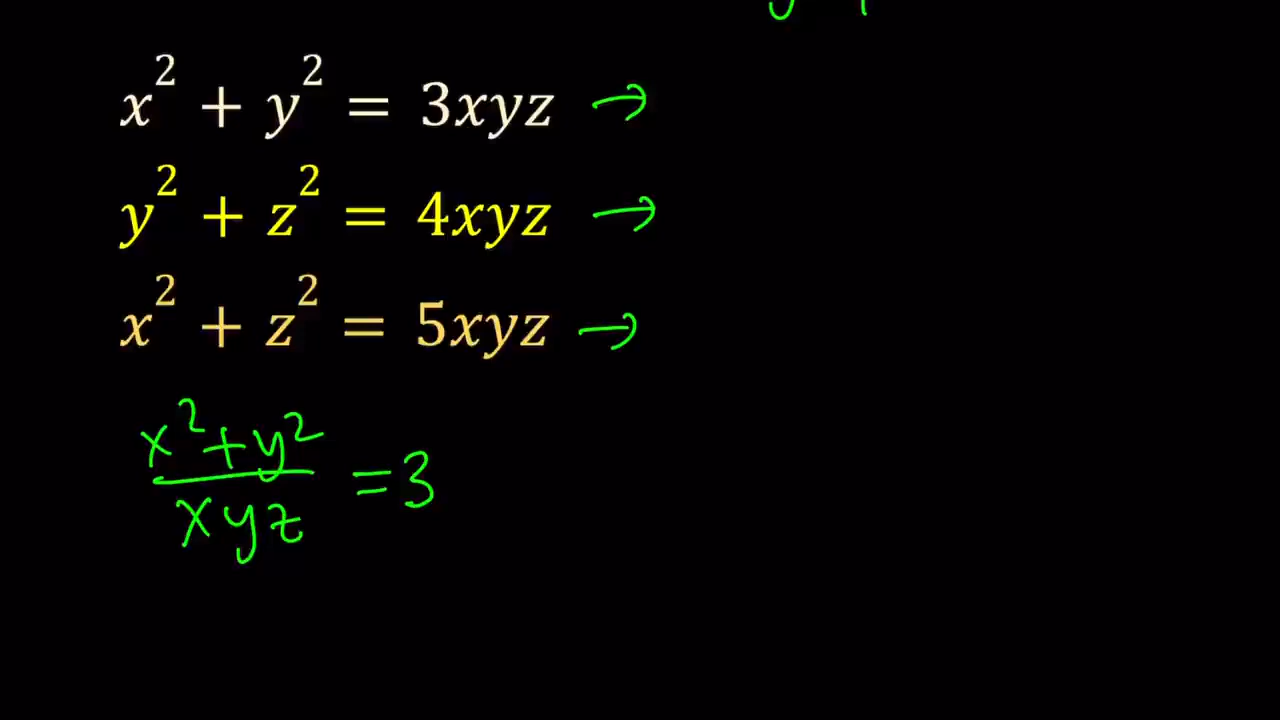 x² + y² = 3xyz →
y² + z² = 4xyz →
x² + z² = 5xyz →
x²+y²/xyz = 3